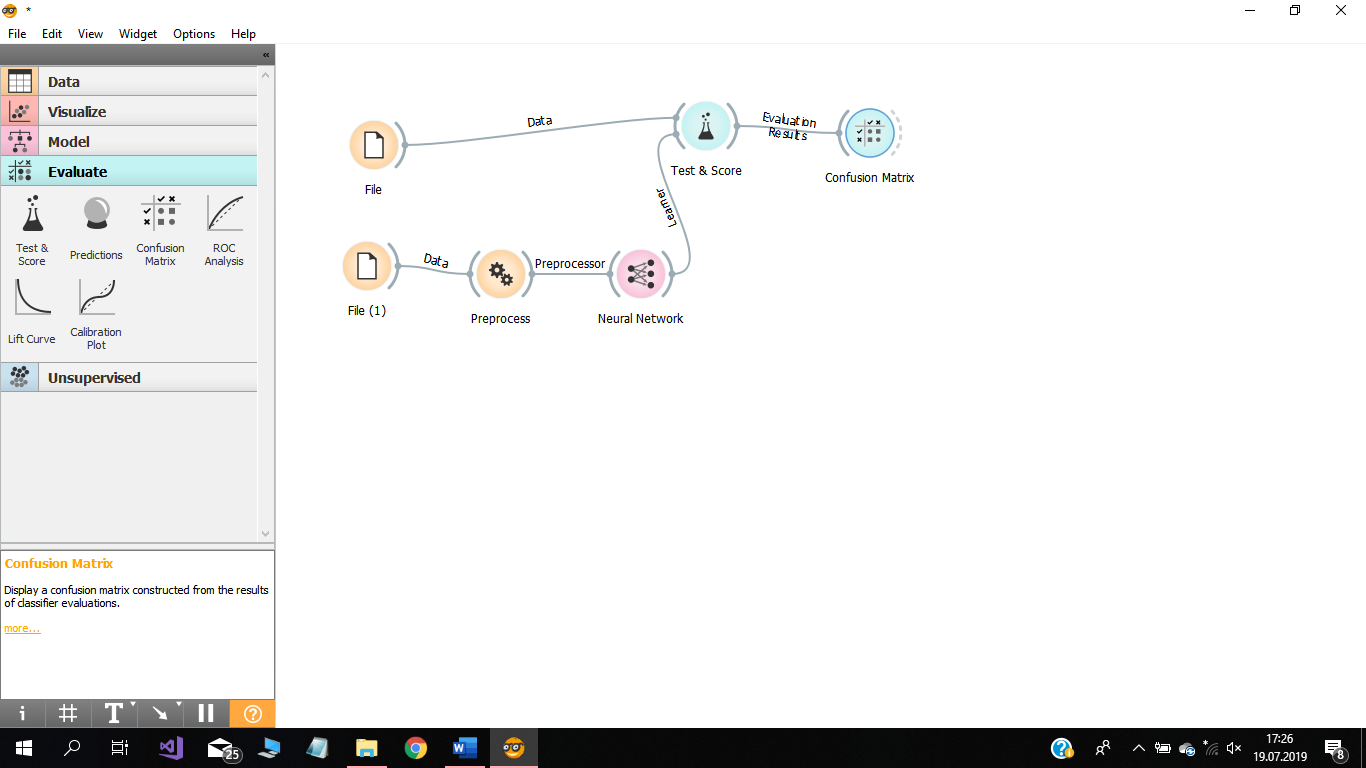 *
File Edit View Widget Options Help
«
Data
Visualize
Model
Evaluate
Test & Score
Predictions
Confusion Matrix
ROC Analysis
Lift Curve
Calibration Plot
Unsupervised
Confusion Matrix
Display a confusion matrix constructed from the results
of classifier evaluations.
more...
Data
Evaluation
Results
Test & Score
Confusion Matrix
File
Learner
Data
Preprocessor
File (1)
Preprocess
Neural Network
i # T ?
25
17:26
19.07.2019
8